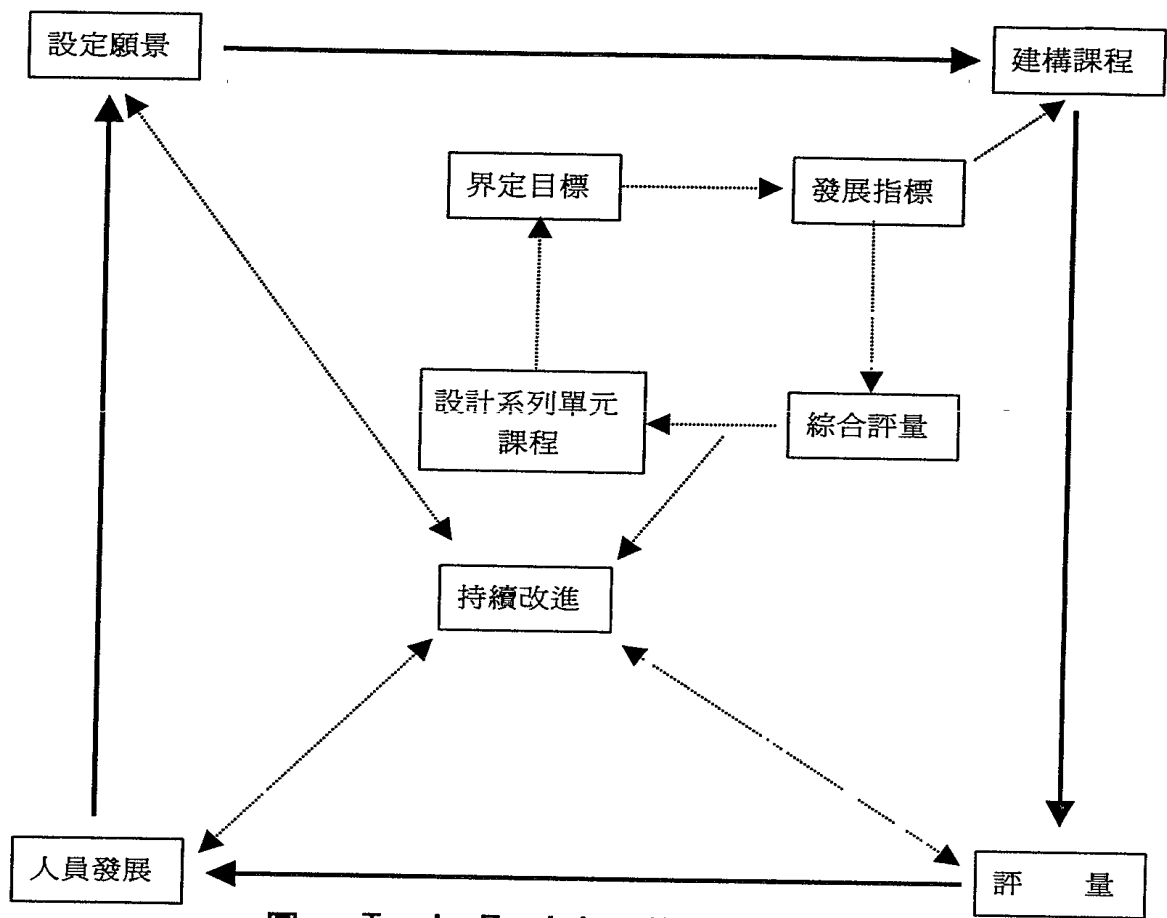 設定願景
建構課程
界定目標
發展指標
設計系列單元
課程
綜合評量
持續改進
人員發展
評 量